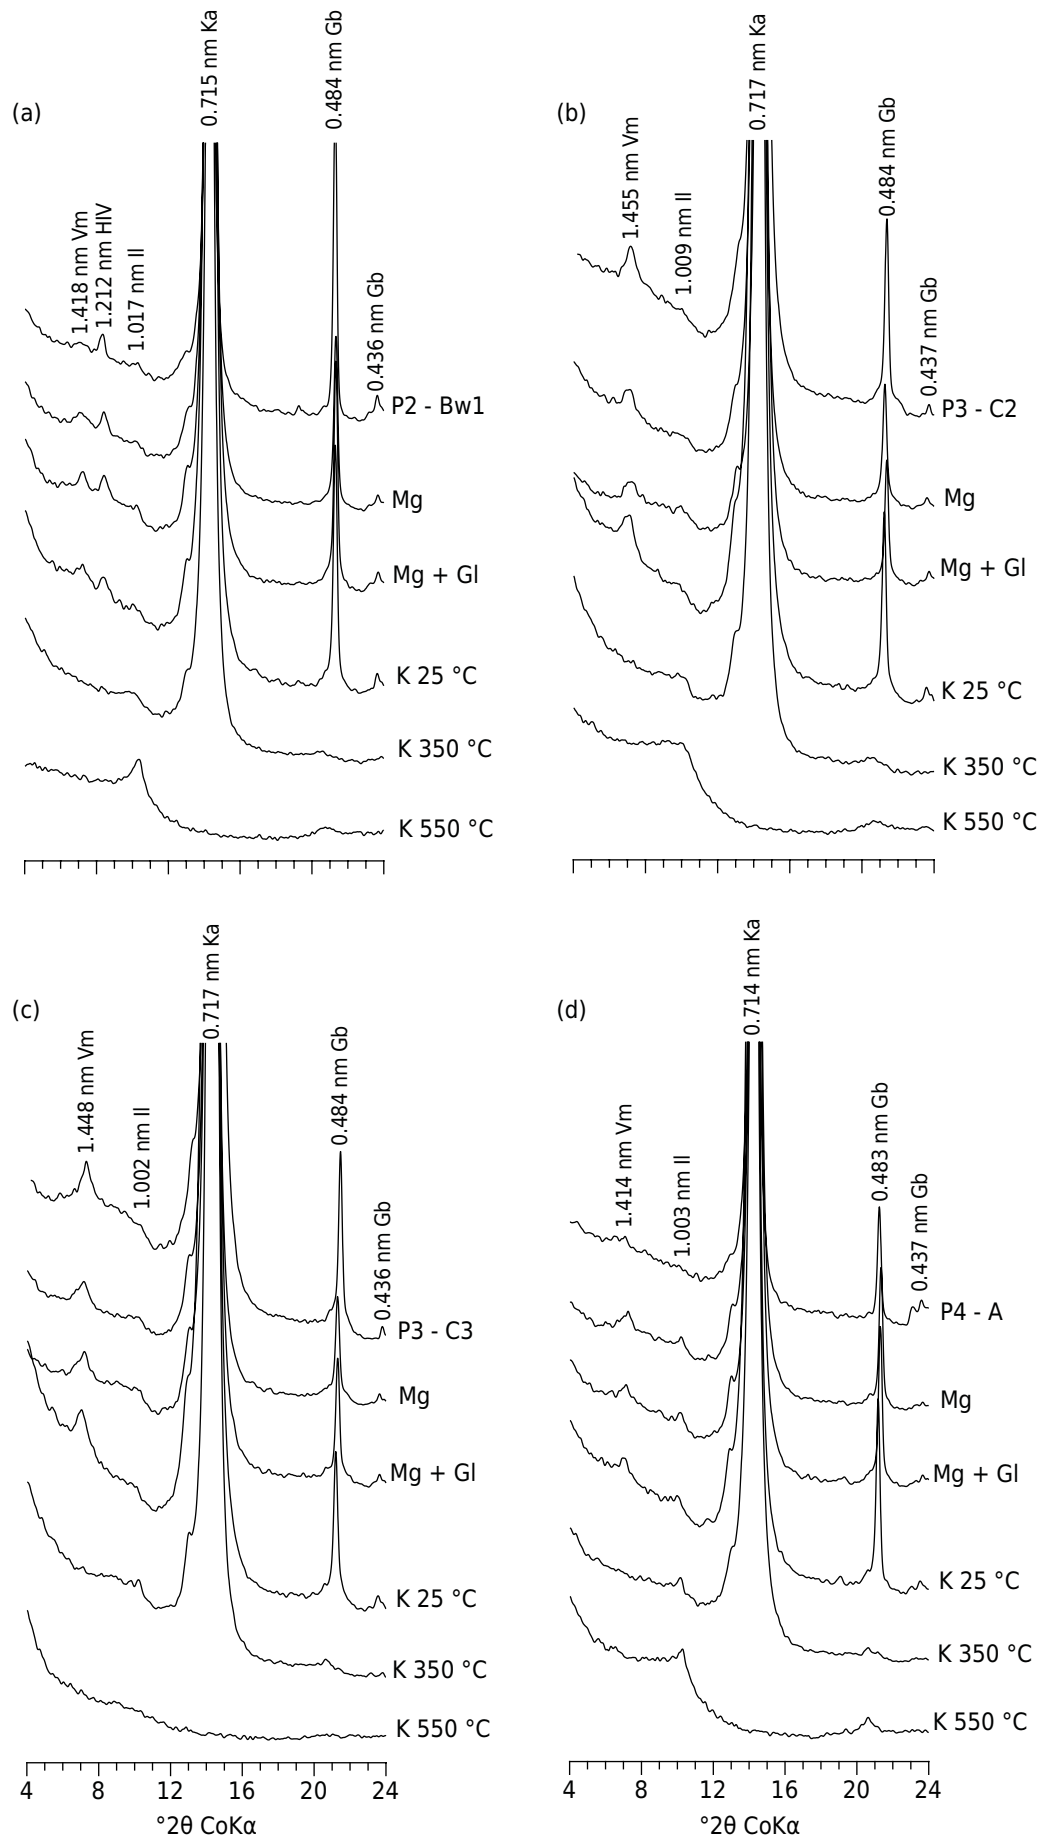 (a)
1.418 nm Vm
1.212 nm HIV
1.017 nm Il
0.715 nm Ka
0.484 nm Gb
0.436 nm Gb
P2 - Bw1
Mg
Mg + Gl
K 25 °C
K 350 °C
K 550 °C
(b)
1.455 nm Vm
1.009 nm Il
0.717 nm Ka
0.484 nm Gb
0.437 nm Gb
P3 - C2
Mg
Mg + Gl
K 25 °C
K 350 °C
K 550 °C
(c)
1.448 nm Vm
1.002 nm Il
0.717 nm Ka
0.484 nm Gb
0.436 nm Gb
P3 - C3
Mg
Mg + Gl
K 25 °C
K 350 °C
K 550 °C
4 8 12 16 20 24
°2θ CoKα
(d)
1.414 nm Vm
1.003 nm Il
0.714 nm Ka
0.483 nm Gb
0.437 nm Gb
P4 - A
Mg
Mg + Gl
K 25 °C
K 350 °C
K 550 °C
4 8 12 16 20 24
°2θ CoKα